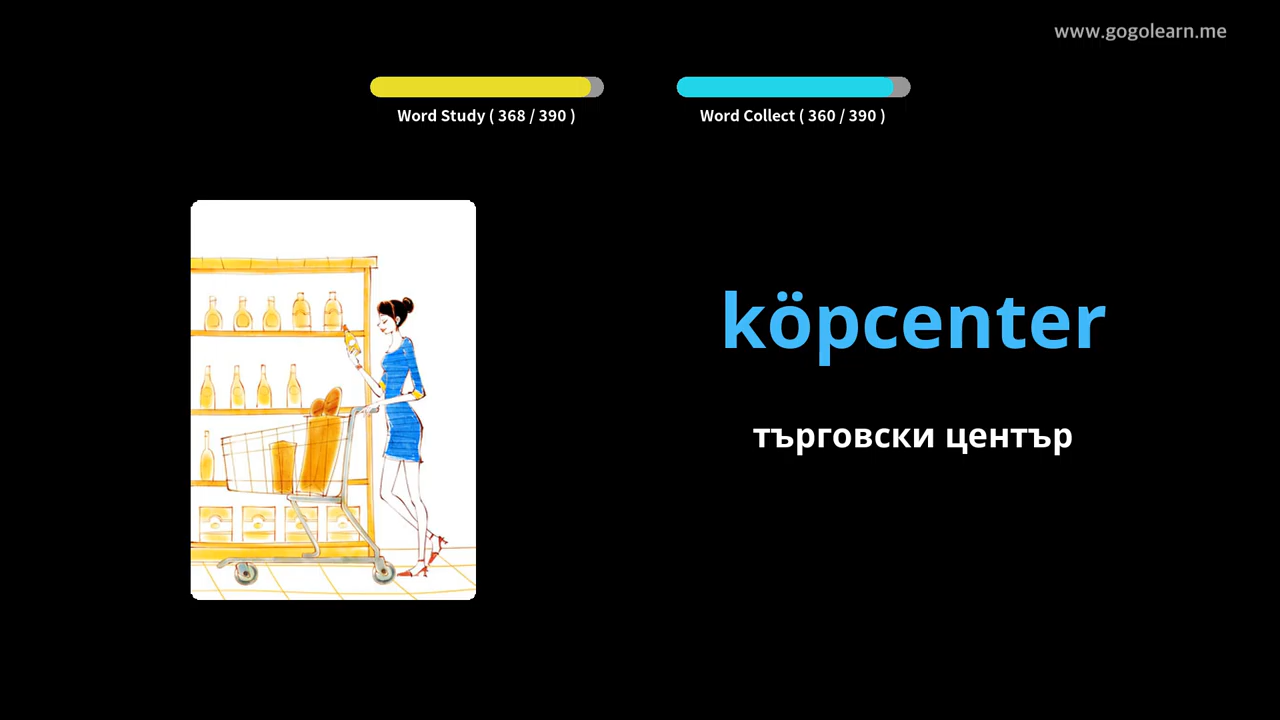 www.gogolearn.me
Word Study ( 368 / 390 )
Word Collect ( 360 / 390 )
köpcenter
търговски център